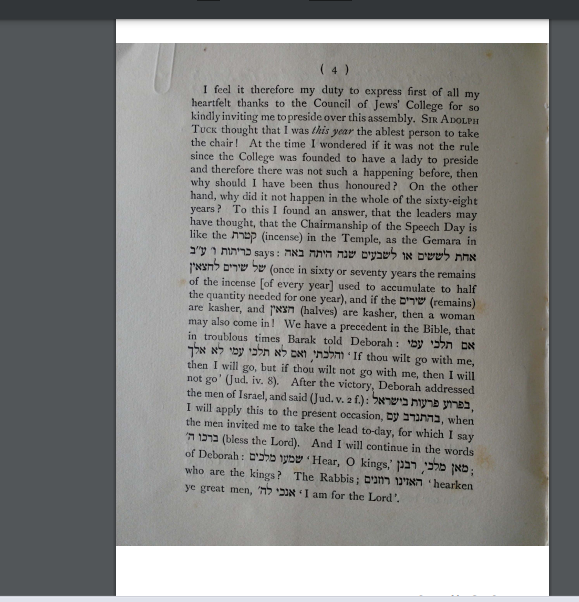 ( 4 )
I feel it therefore my duty to express first of all my
heartfelt thanks to the Council of Jews' College for so
kindly inviting me to preside over this assembly. SIR ADOLPH
TUCK thought that I was this year the ablest person to take
the chair! At the time I wondered if it was not the rule
since the College was founded to have a lady to preside
and therefore there was not such a happening before, then
why should I have been thus honoured? On the other
hand, why did it not happen in the whole of the sixty-eight
years? To this I found an answer, that the leaders may
have thought, that the Chairmanship of the Speech Day is
like the קטרת (incense) in the Temple, as the Gemara in
כריתות ו' ע"ב says: אחת לששים או לשבעים שנה היתה באה
של שירים לחצאין (once in sixty or seventy years the remains
of the incense [of every year] used to accumulate to half
the quantity needed for one year), and if the שירים (remains)
are kasher, and חצאין (halves) are kasher, then a woman
may also come in! We have a precedent in the Bible, that
in troublous times Barak told Deborah: אם תלכי עמי
והלכתי, ואם לא תלכי עמי לא אלך ‘If thou wilt go with me,
then I will go, but if thou wilt not go with me, then I will
not go’ (Jud. iv. 8). After the victory, Deborah addressed
the men of Israel, and said (Jud. v. 2 f.): בפרוע פרעות בישראל,
I will apply this to the present occasion, בהתנדב עם, when
the men invited me to take the lead to-day, for which I say
ברכו ה' (bless the Lord). And I will continue in the words
of Deborah: שמעו מלכים ‘Hear, O kings,’ מאן מלכי, רבנן;
who are the kings? The Rabbis; האזינו רוזנים ‘hearken
ye great men, אנכי לה' ‘I am for the Lord’.